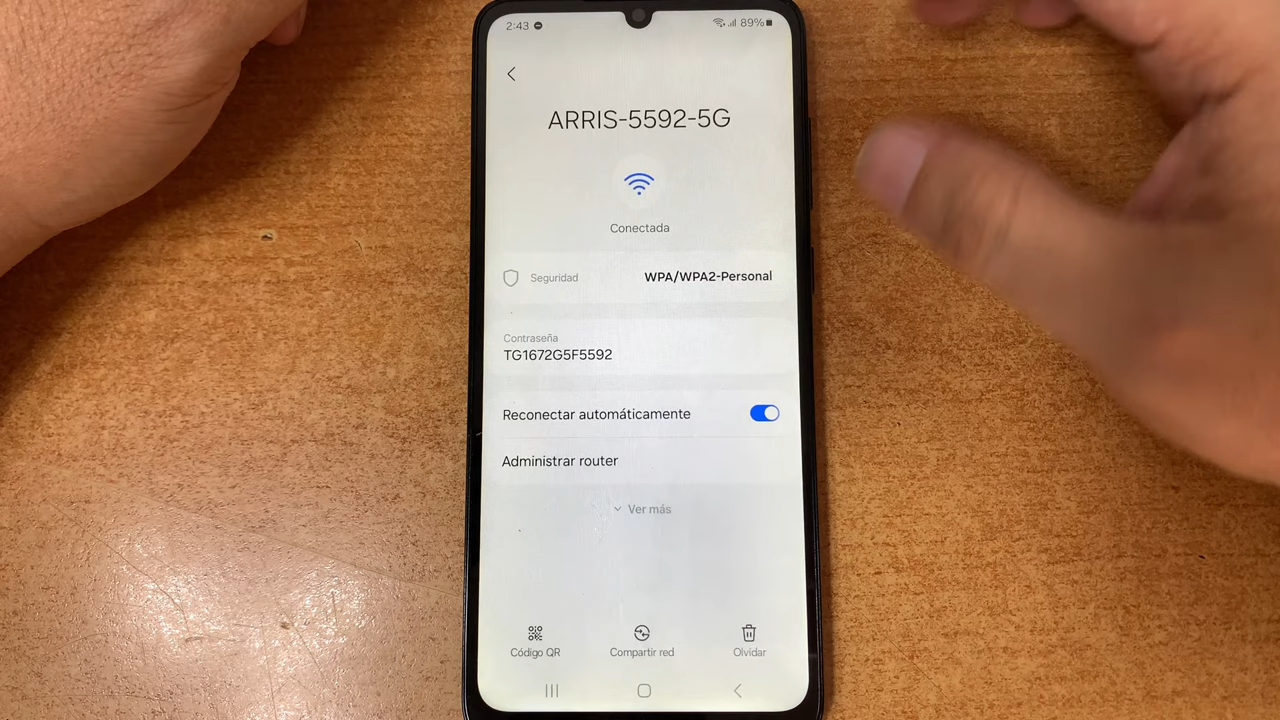 2:43
89%
ARRIS-5592-5G
Conectada
Seguridad WPA/WPA2-Personal
Contraseña
TG1672G5F5592
Reconectar automáticamente
Administrar router
Ver más
Código QR Compartir red Olvidar